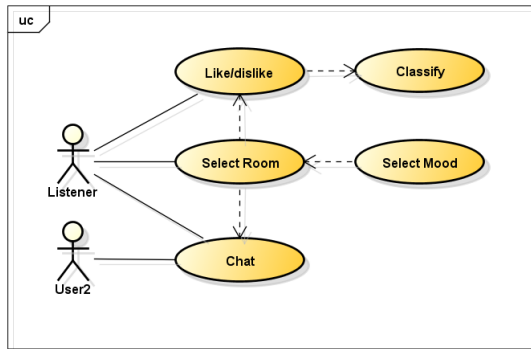 uc
Like/dislike
Classify
Listener
Select Room
Select Mood
User2
Chat